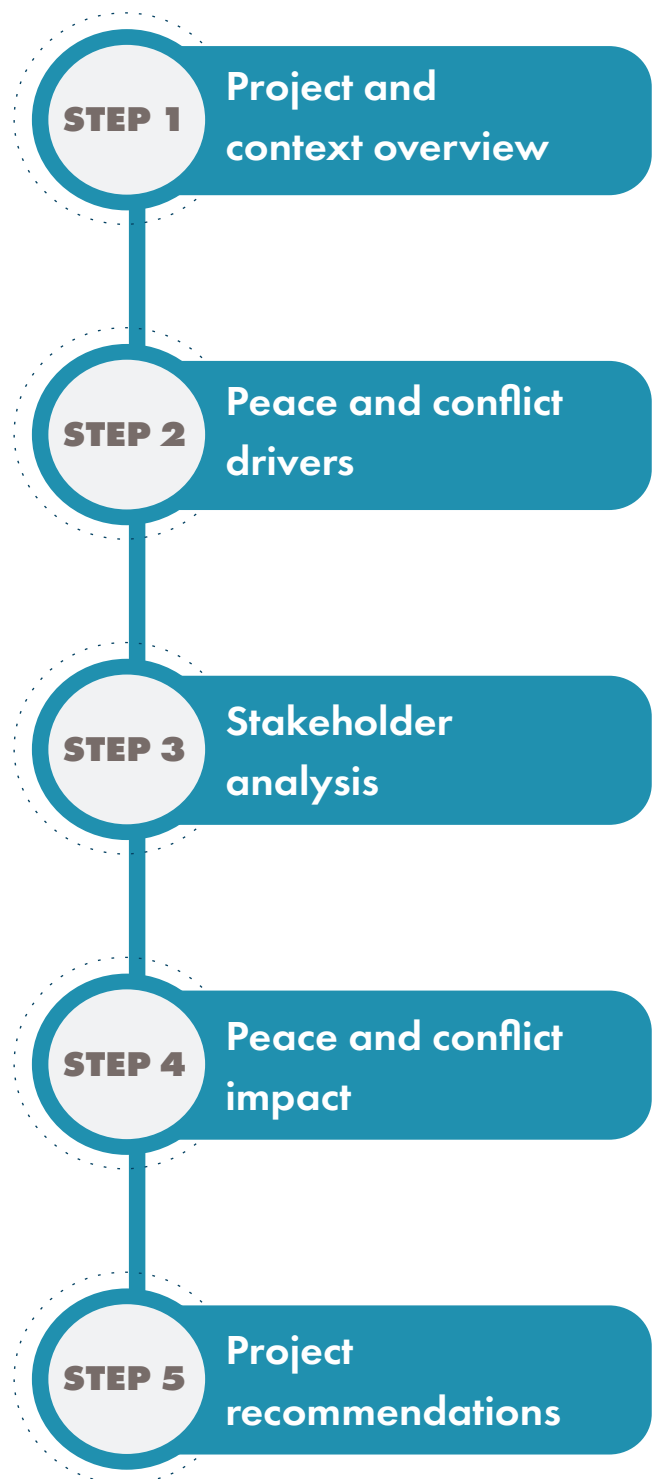 STEP 1
Project and
context overview
STEP 2
Peace and conflict
drivers
STEP 3
Stakeholder
analysis
STEP 4
Peace and conflict
impact
STEP 5
Project
recommendations